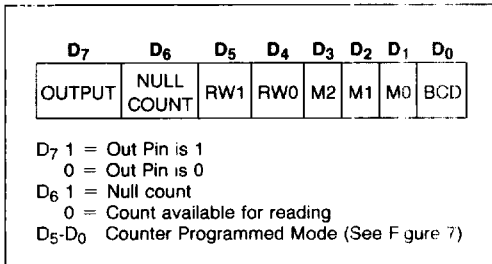 D7 D6 D5 D4 D3 D2 D1 D0
OUTPUT NULL COUNT RW1 RW0 M2 M1 M0 BCD
D7 1 = Out Pin is 1
0 = Out Pin is 0
D6 1 = Null count
0 = Count available for reading
D5-D0 Counter Programmed Mode (See Figure 7)